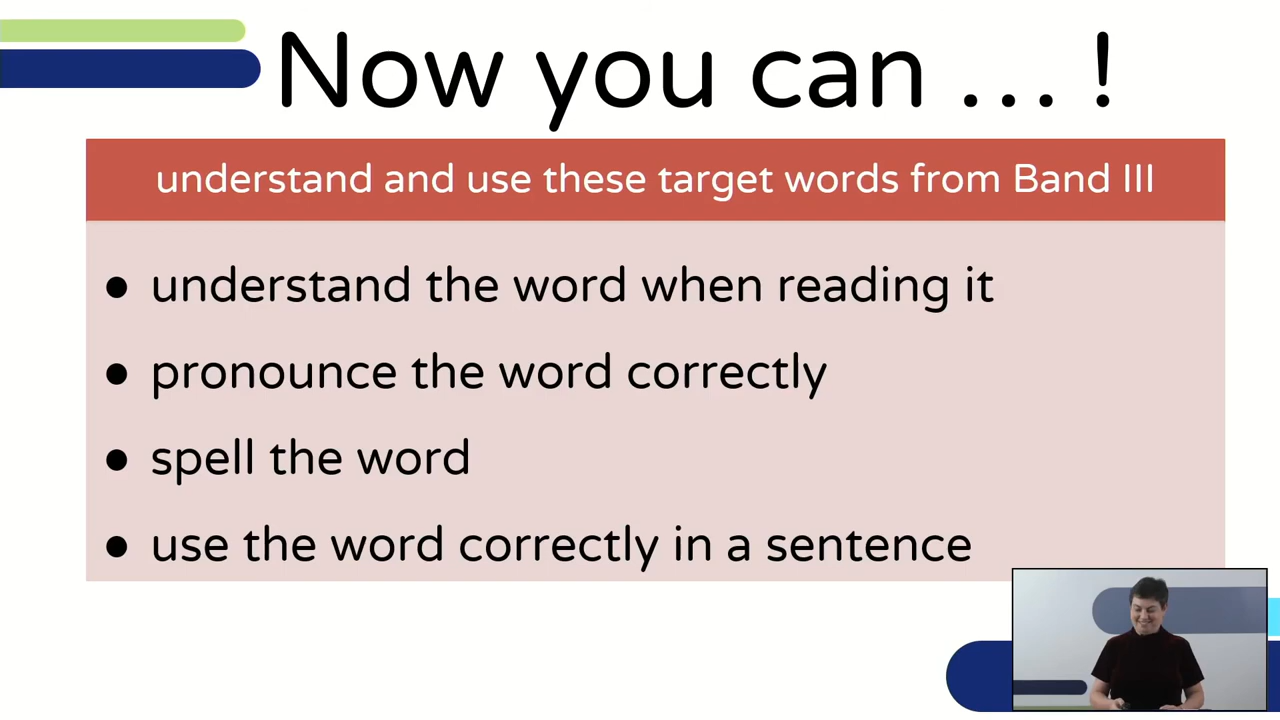 Now you can ... !
understand and use these target words from Band III
● understand the word when reading it
● pronounce the word correctly
● spell the word
● use the word correctly in a sentence